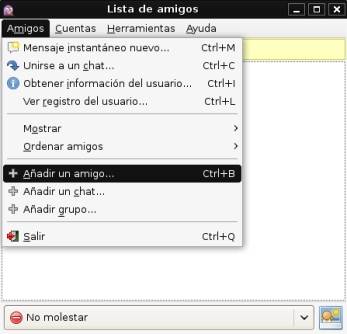 Lista de amigos
Amigos Cuentas Herramientas Ayuda
Mensaje instantáneo nuevo... Ctrl+M
Unirse a un chat... Ctrl+C
Obtener información del usuario... Ctrl+I
Ver registro del usuario... Ctrl+L
Mostrar
Ordenar amigos
Añadir un amigo... Ctrl+B
Añadir un chat...
Añadir grupo...
Salir Ctrl+Q
No molestar